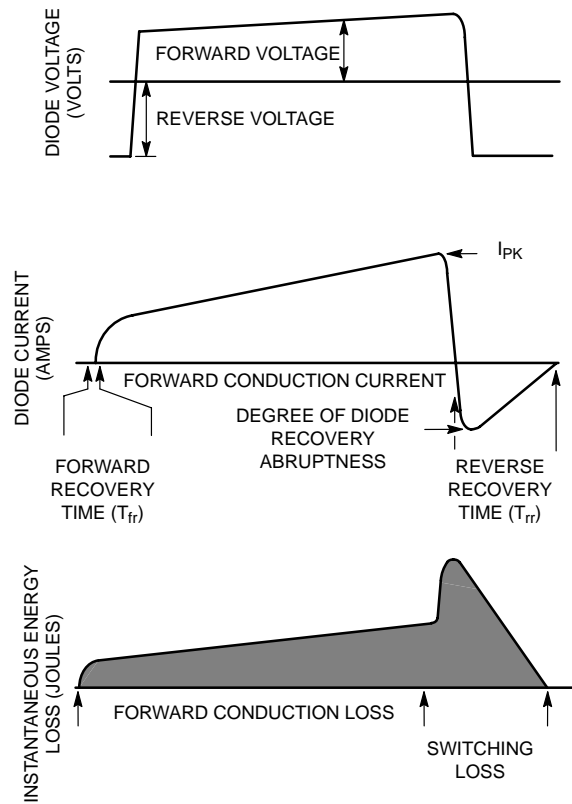 DIODE VOLTAGE
(VOLTS)
FORWARD VOLTAGE
REVERSE VOLTAGE
DIODE CURRENT
(AMPS)
IPK
FORWARD CONDUCTION CURRENT
DEGREE OF DIODE
RECOVERY
ABRUPTNESS
FORWARD
RECOVERY
TIME (Tfr)
REVERSE
RECOVERY
TIME (Trr)
INSTANTANEOUS ENERGY
LOSS (JOULES)
FORWARD CONDUCTION LOSS
SWITCHING
LOSS